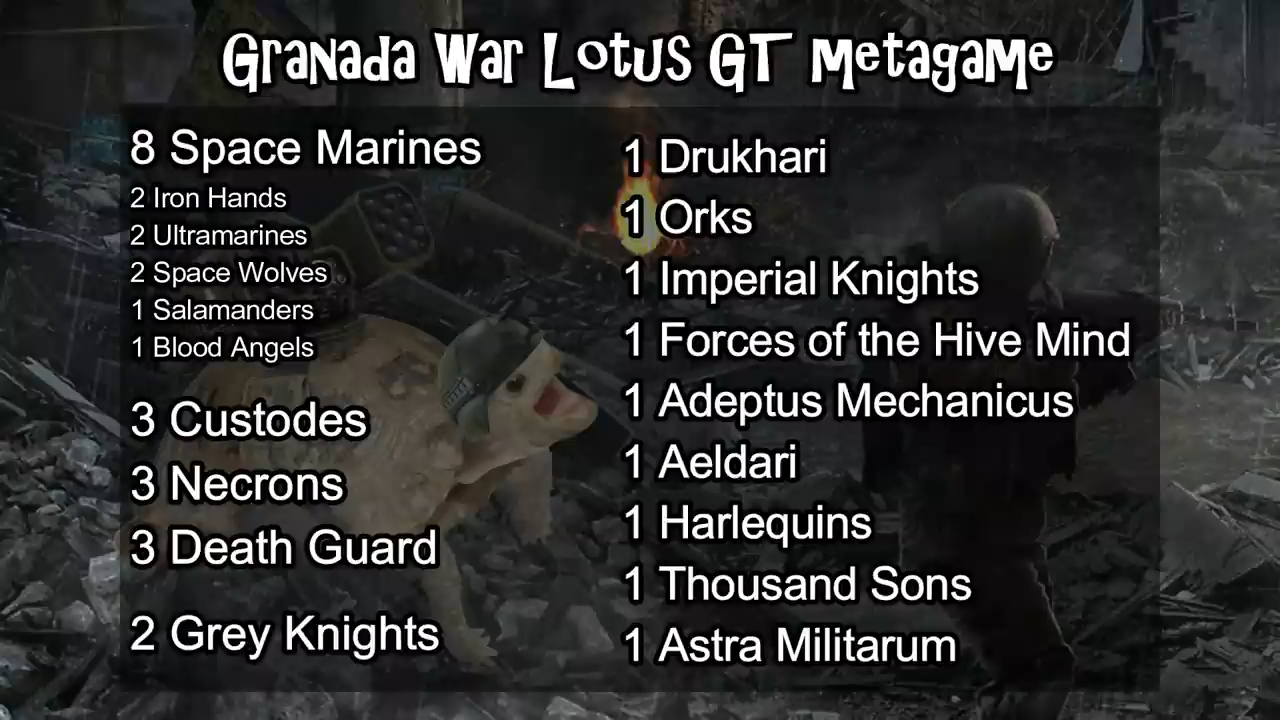 Granada War Lotus GT Metagame
8 Space Marines
2 Iron Hands
2 Ultramarines
2 Space Wolves
1 Salamanders
1 Blood Angels
3 Custodes
3 Necrons
3 Death Guard
2 Grey Knights
1 Drukhari
1 Orks
1 Imperial Knights
1 Forces of the Hive Mind
1 Adeptus Mechanicus
1 Aeldari
1 Harlequins
1 Thousand Sons
1 Astra Militarum